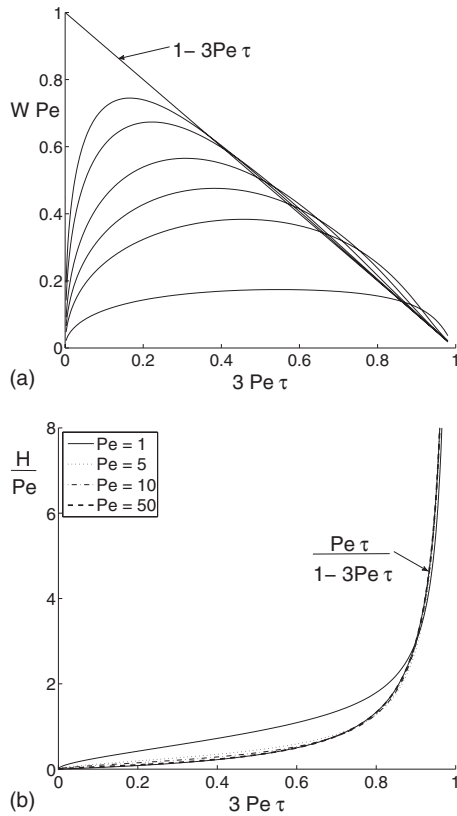 1
1– 3Pe τ
0.8
W Pe
0.6
0.4
0.2
0
0 0.2 0.4 0.6 0.8 1
3 Pe τ
(a)
8
Pe = 1
H
Pe
Pe = 5
Pe = 10
6
Pe = 50
Pe τ
1– 3Pe τ
4
2
0
0 0.2 0.4 0.6 0.8 1
3 Pe τ
(b)